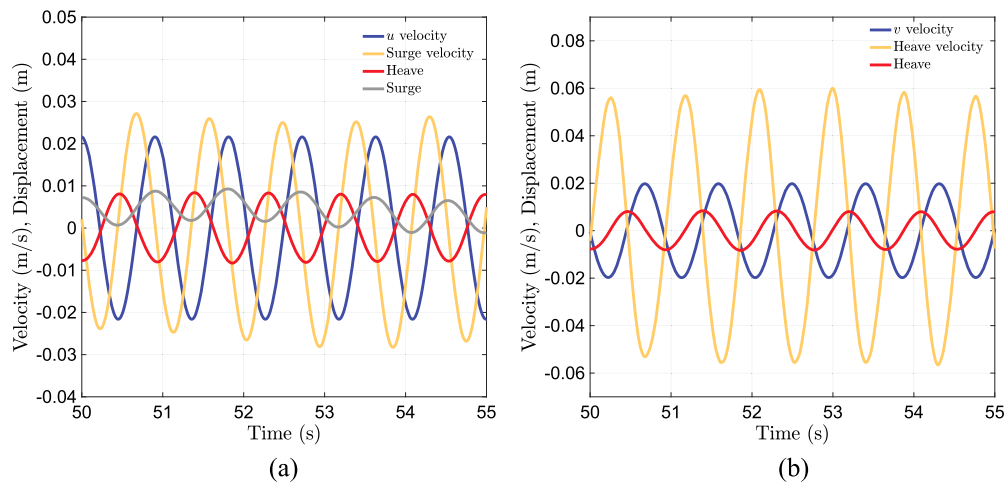 0.05
0.04
0.03
0.02
0.01
0
-0.01
-0.02
-0.03
-0.04
Velocity (m/s), Displacement (m)
u velocity
Surge velocity
Heave
Surge
50 51 52 53 54 55
Time (s)
(a)
0.08
0.06
0.04
0.02
0
-0.02
-0.04
-0.06
Velocity (m/s), Displacement (m)
v velocity
Heave velocity
Heave
50 51 52 53 54 55
Time (s)
(b)